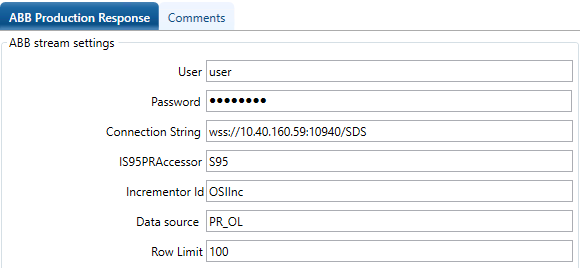 ABB Production Response Comments
ABB stream settings
User user
Password ••••••••
Connection String wss://10.40.160.59:10940/SDS
IS95PRAccessor S95
Incrementor Id OSIInc
Data source PR_OL
Row Limit 100